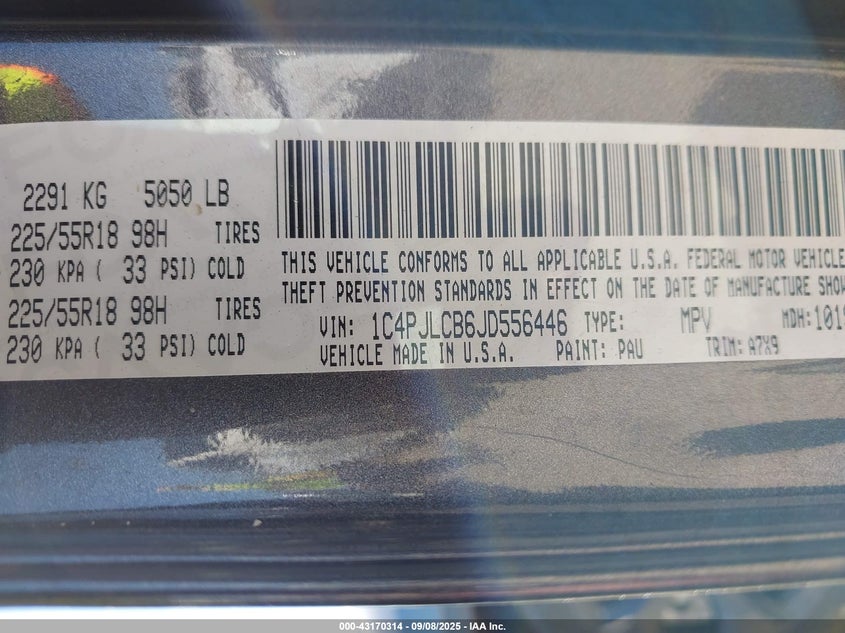 2291 KG 5050 LB
225/55R18 98H TIRES
230 KPA ( 33 PSI) COLD
225/55R18 98H TIRES
230 KPA ( 33 PSI) COLD
THIS VEHICLE CONFORMS TO ALL APPLICABLE U.S.A. FEDERAL MOTOR VEHICLE
THEFT PREVENTION STANDARDS IN EFFECT ON THE DATE OF MANUFACTURE SHO
VIN: 1C4PJLCB6JD556446 TYPE: MPV MDH: 101
VEHICLE MADE IN U.S.A. PAINT: PAU TRIM: A7X9
000-43170314 - 09/08/2025 - IAA Inc.